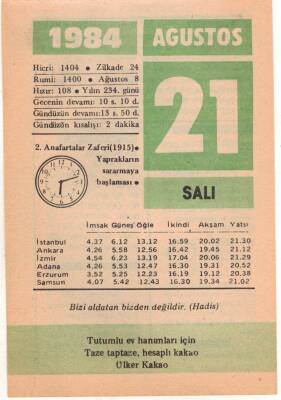 1984 AĞUSTOS
Hicri: 1404 ● Zilkade 24
Rumi: 1400 ● Ağustos 8
Hızır: 108 ● Yılın 234. günü
Gecenin devamı: 10 s. 10 d.
Gündüzün devamı: 13 s. 50 d.
Gündüzün kısalışı: 2 dakika
21
SALI
2. Anafartalar Zaferi(1915) ●
Yaprakların
sararmaya
başlaması ●
İmsak Güneş Öğle İkindi Akşam Yatsı
İstanbul 4.37 6.12 13.12 16.59 20.02 21.30
Ankara 4.26 5.58 12.56 16.42 19.45 21.12
İzmir 4.54 6.23 13.19 17.04 20.06 21.29
Adana 4.26 5.53 12.47 16.30 19.31 20.52
Erzurum 3.52 5.25 12.23 16.19 19.12 20.38
Samsun 4.07 5.42 12.43 16.30 19.34 21.02
Bizi aldatan bizden değildir. (Hadis)
Tutumlu ev hanımları için
Taze taptaze, hesaplı kakao
Ülker Kakao